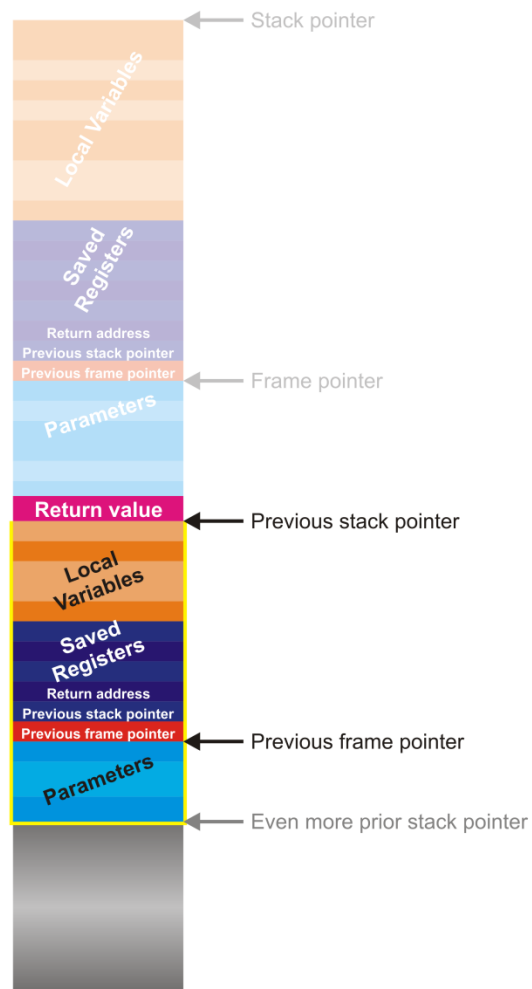 Stack pointer
Local Variables
Saved
Registers
Return address
Previous stack pointer
Previous frame pointer
Frame pointer
Parameters
Return value
Previous stack pointer
Local
Variables
Saved
Registers
Return address
Previous stack pointer
Previous frame pointer
Previous frame pointer
Parameters
Even more prior stack pointer